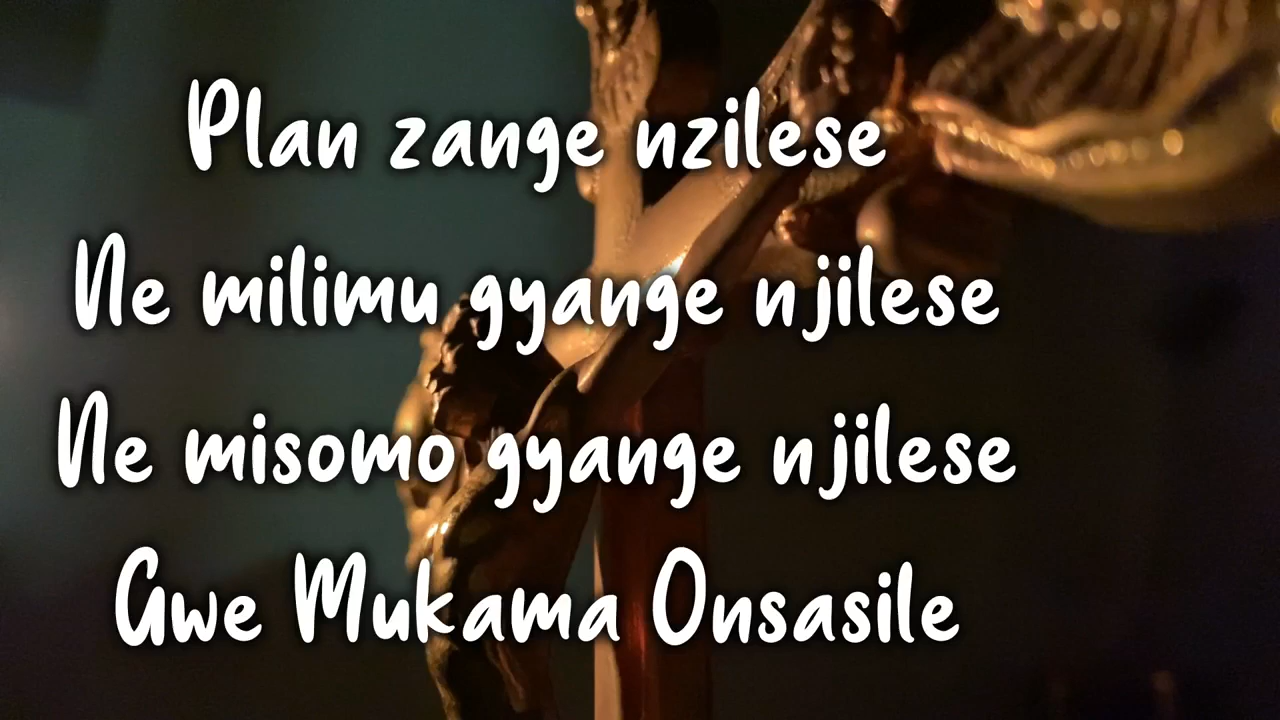 Plan zange nzilese
Ne milimu gyange njilese
Ne misomo gyange njilese
Gwe Mukama Onsasile